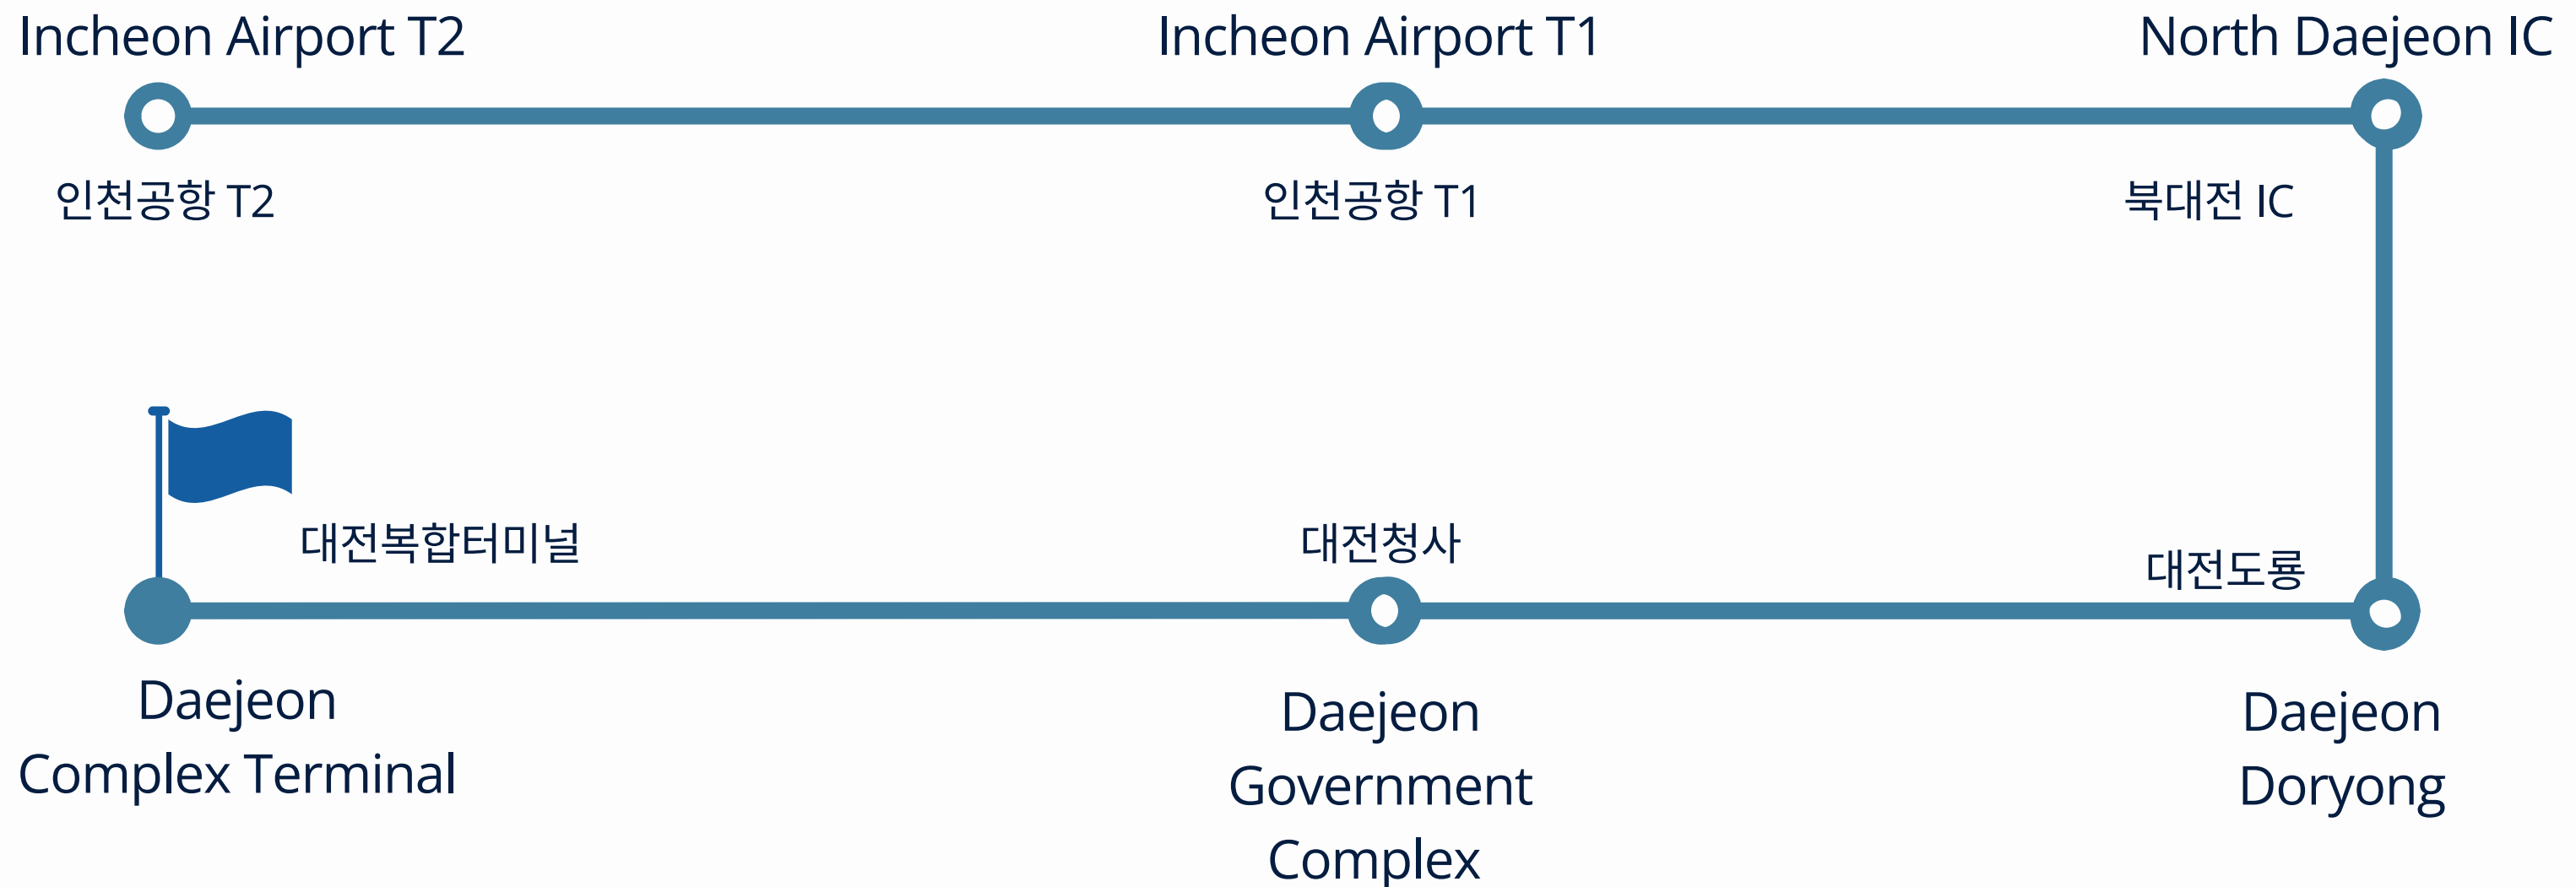 Incheon Airport T2
Incheon Airport T1
North Daejeon IC
인천공항 T2
인천공항 T1
북대전 IC
대전복합터미널
대전청사
대전도룡
Daejeon
Complex Terminal
Daejeon
Government
Complex
Daejeon
Doryong